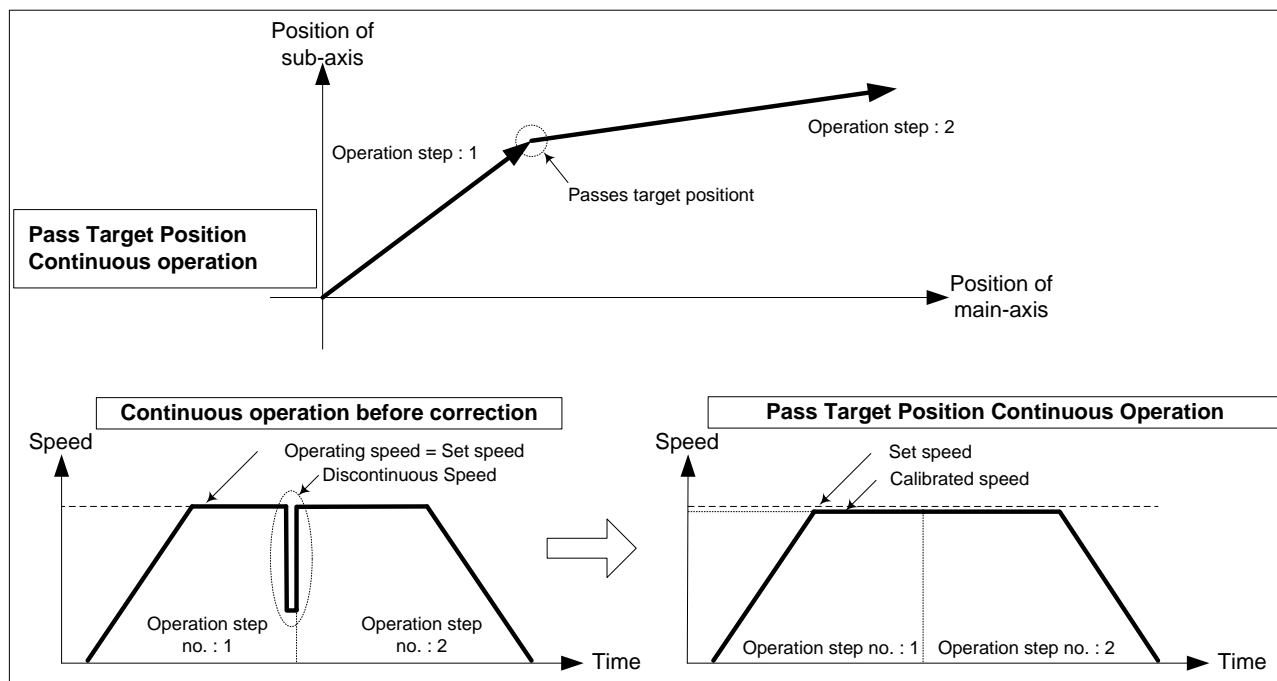 Position of
sub-axis
Operation step : 1
Operation step : 2
Passes target positiont
Pass Target Position
Continuous operation
Position of
main-axis
Continuous operation before correction
Speed
Operating speed = Set speed
Discontinuous Speed
Operation step
no. : 1
Operation step
no. : 2
Time
Pass Target Position Continuous Operation
Speed
Set speed
Calibrated speed
Operation step no. : 1
Operation step no. : 2
Time